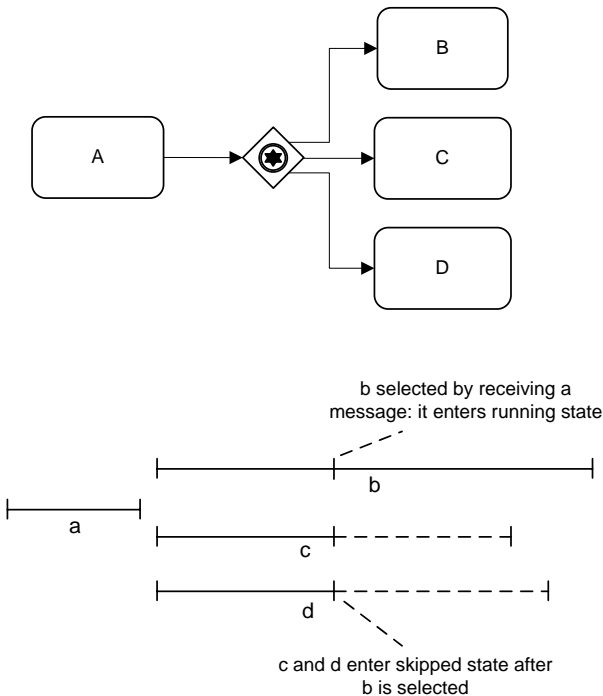 B
A
C
D
b selected by receiving a
message: it enters running state
b
a
c
d
c and d enter skipped state after
b is selected